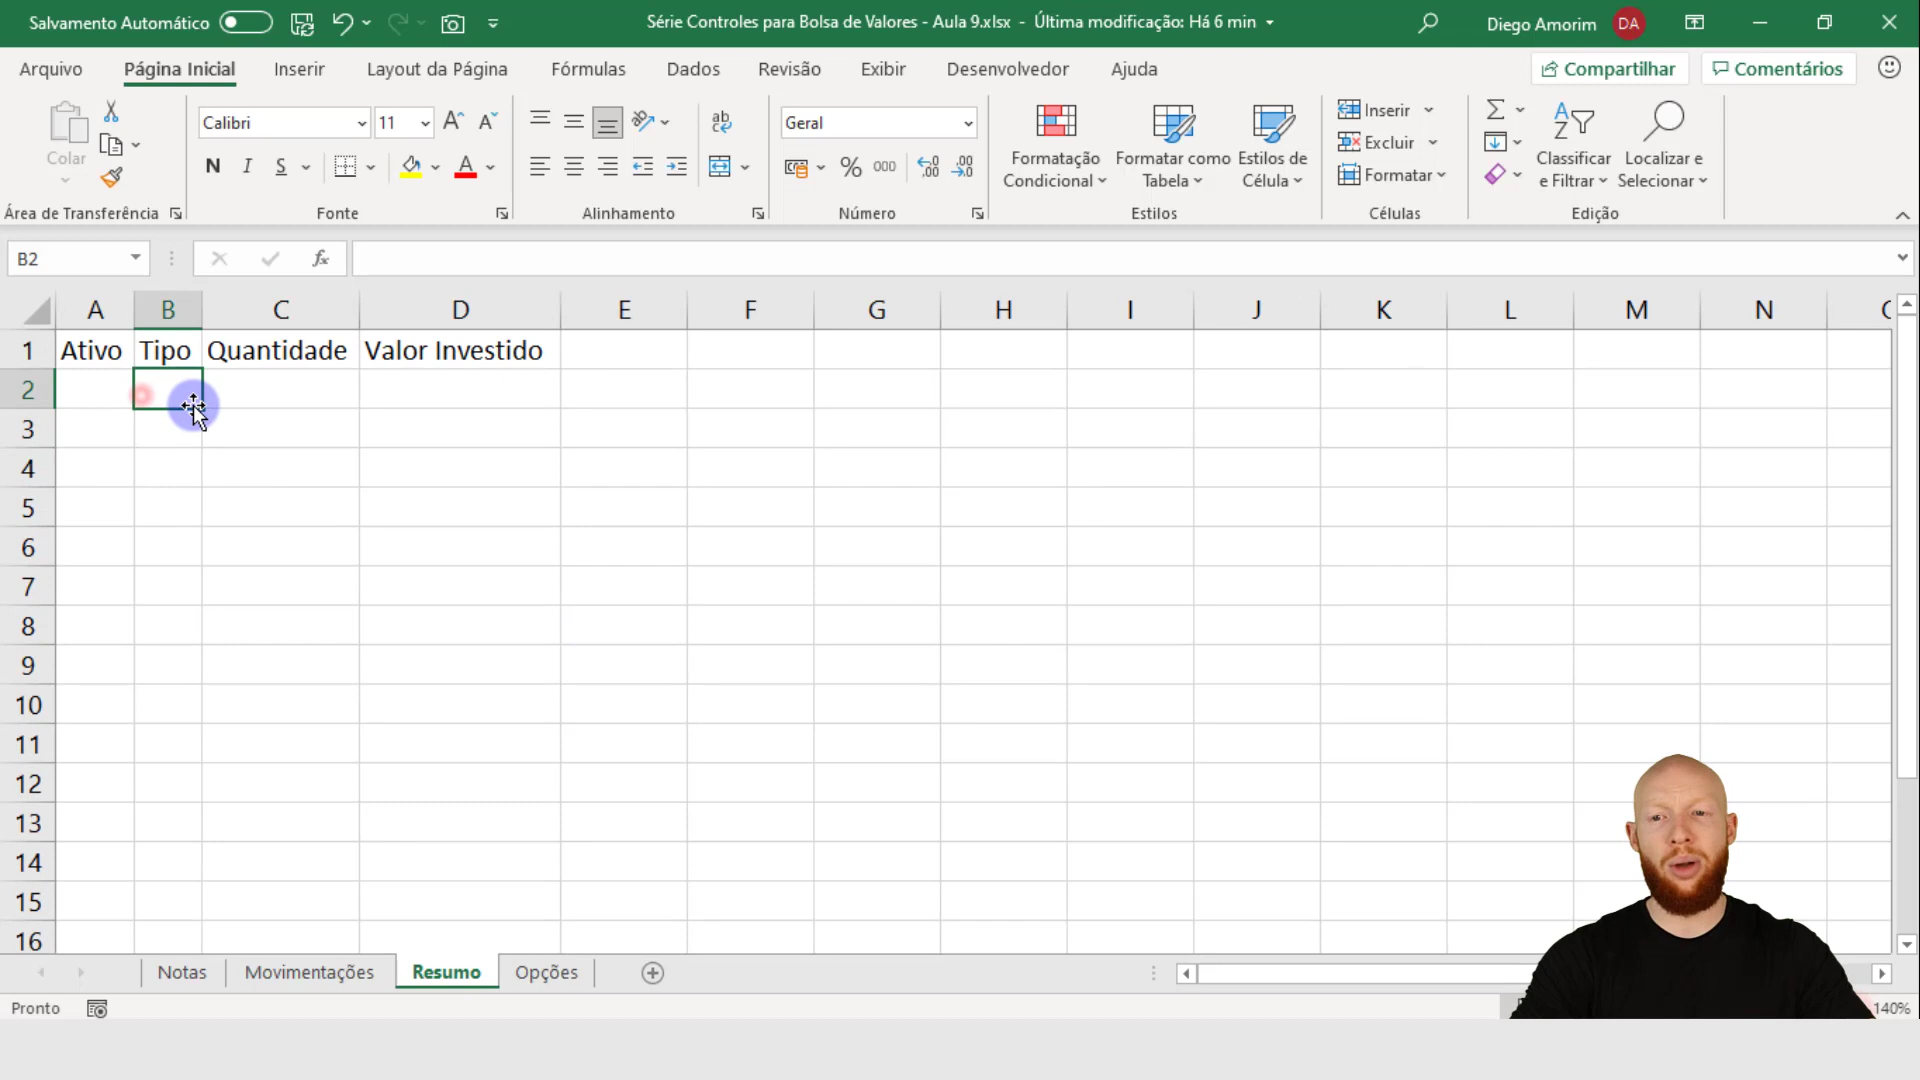 Salvamento Automático
Série Controles para Bolsa de Valores - Aula 9.xlsx - Última modificação: Há 6 min
Diego Amorim DA
Arquivo Página Inicial Inserir Layout da Página Fórmulas Dados Revisão Exibir Desenvolvedor Ajuda Compartilhar Comentários
Colar
Calibri 11
N I S
ab
Geral
% 000
Formatação Condicional
Formatar como Tabela
Estilos de Célula
Inserir
Excluir
Formatar
Classificar e Filtrar
Localizar e Selecionar
Área de Transferência Fonte Alinhamento Número Estilos Células Edição
B2 fx
A B C D E F G H I J K L M N
1 Ativo Tipo Quantidade Valor Investido
2
3
4
5
6
7
8
9
10
11
12
13
14
15
16
Notas Movimentações Resumo Opções
Pronto 140%